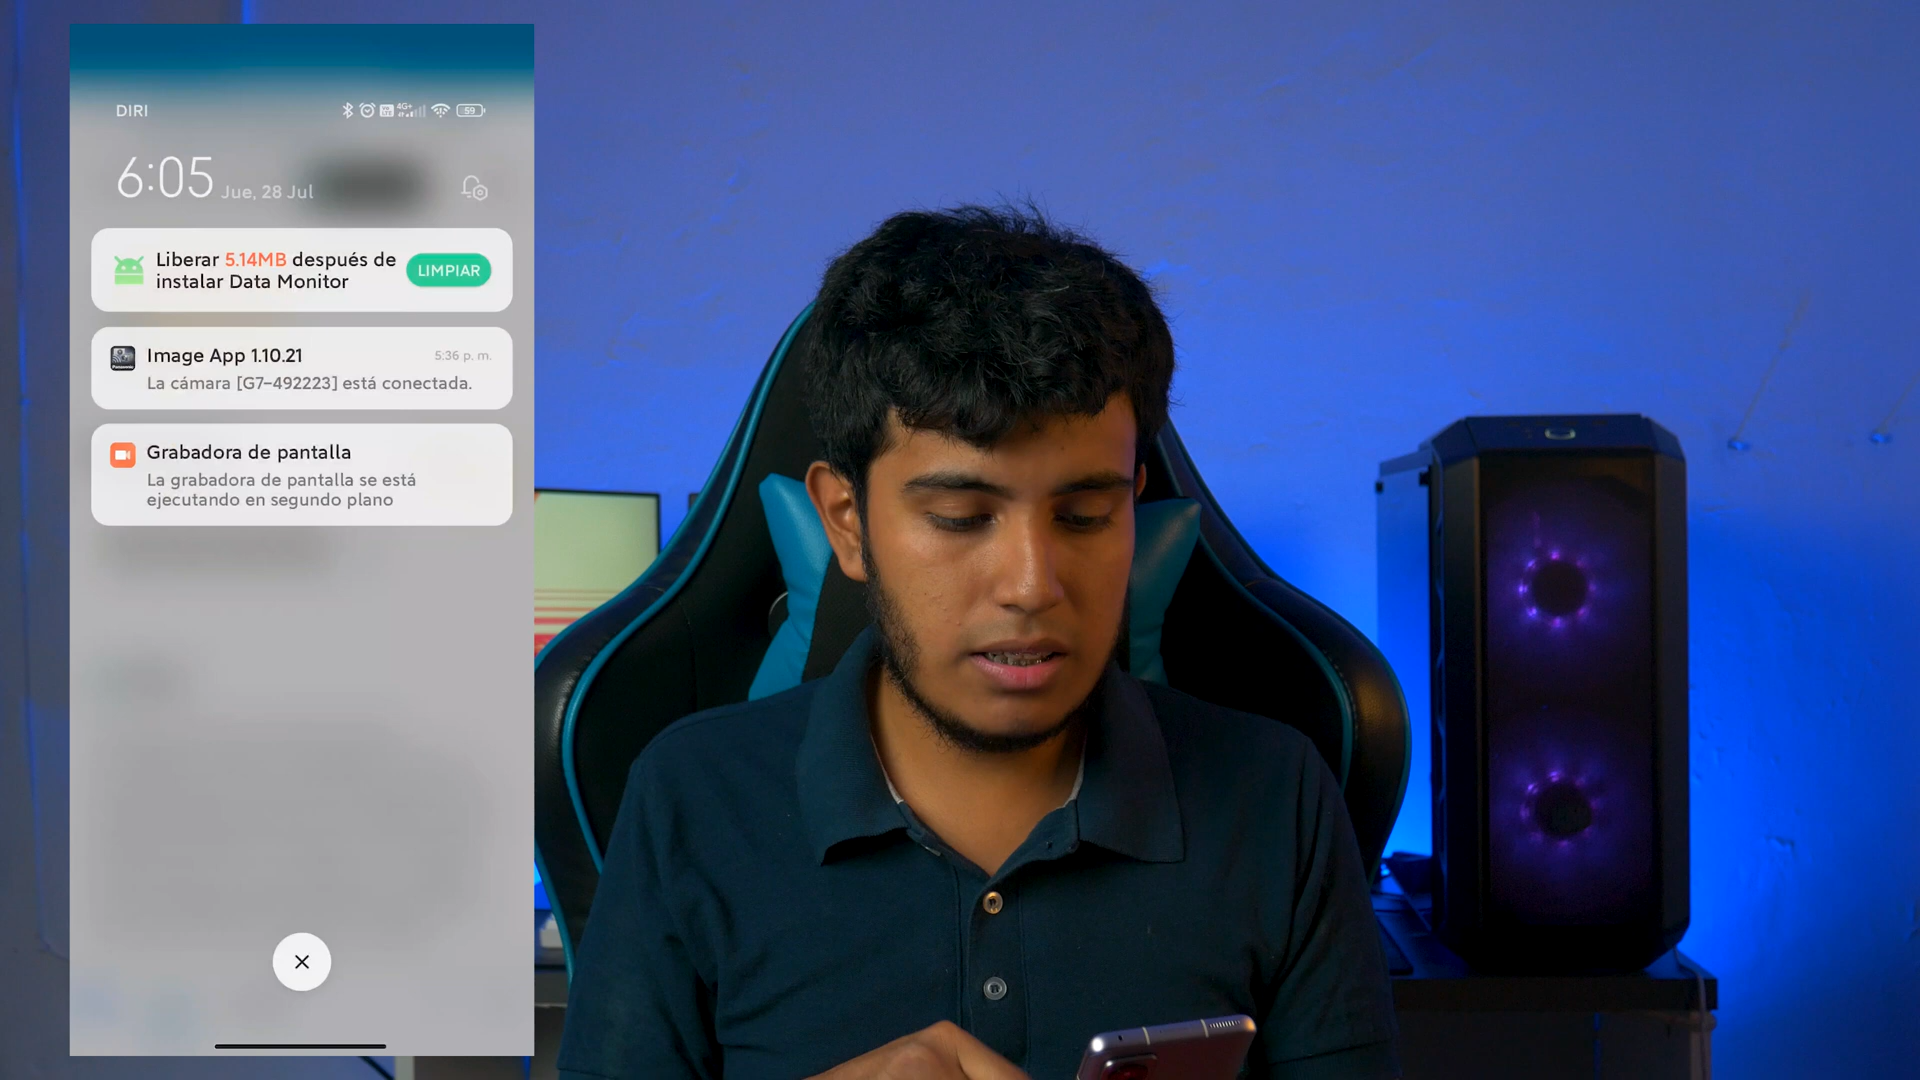 DIRI
4G+
59
6:05 Jue, 28 Jul
Liberar 5.14MB después de
instalar Data Monitor
LIMPIAR
Image App 1.10.21
5:36 p. m.
La cámara [G7-492223] está conectada.
Grabadora de pantalla
La grabadora de pantalla se está
ejecutando en segundo plano